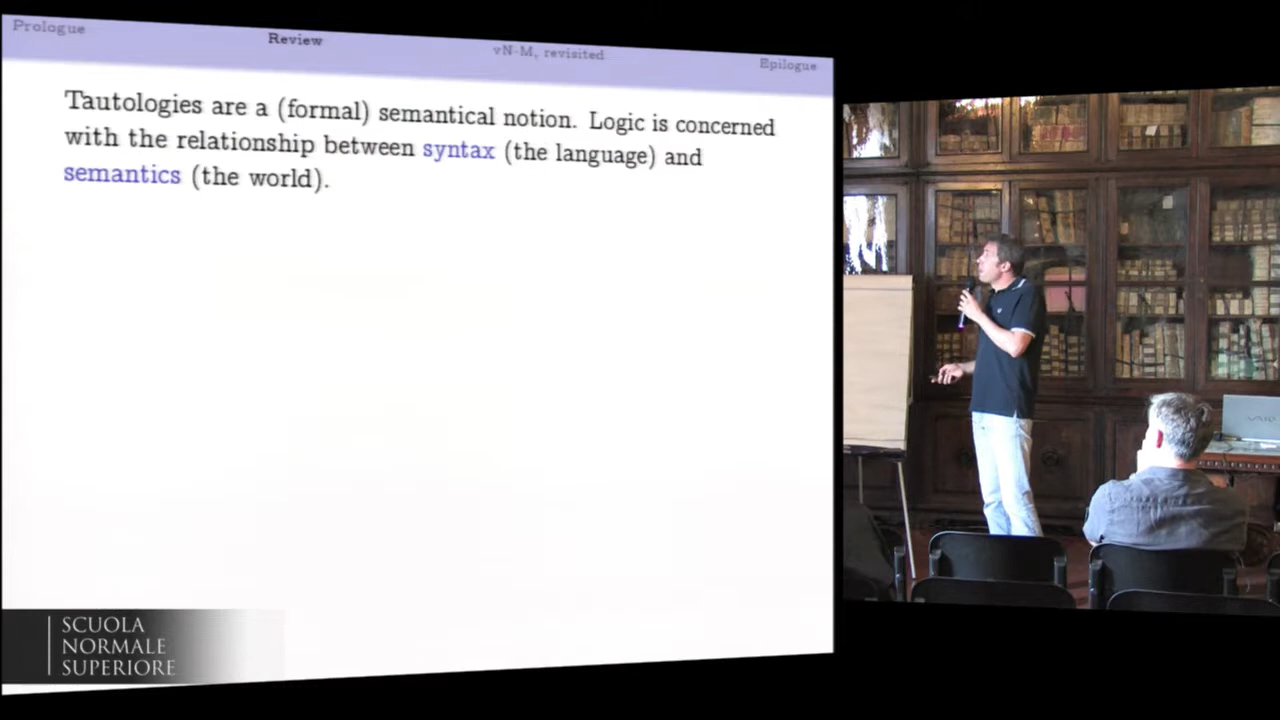 Prologue
Review
vN-M, revisited
Epilogue
Tautologies are a (formal) semantical notion. Logic is concerned
with the relationship between syntax (the language) and
semantics (the world).
SCUOLA
NORMALE
SUPERIORE
VAIO